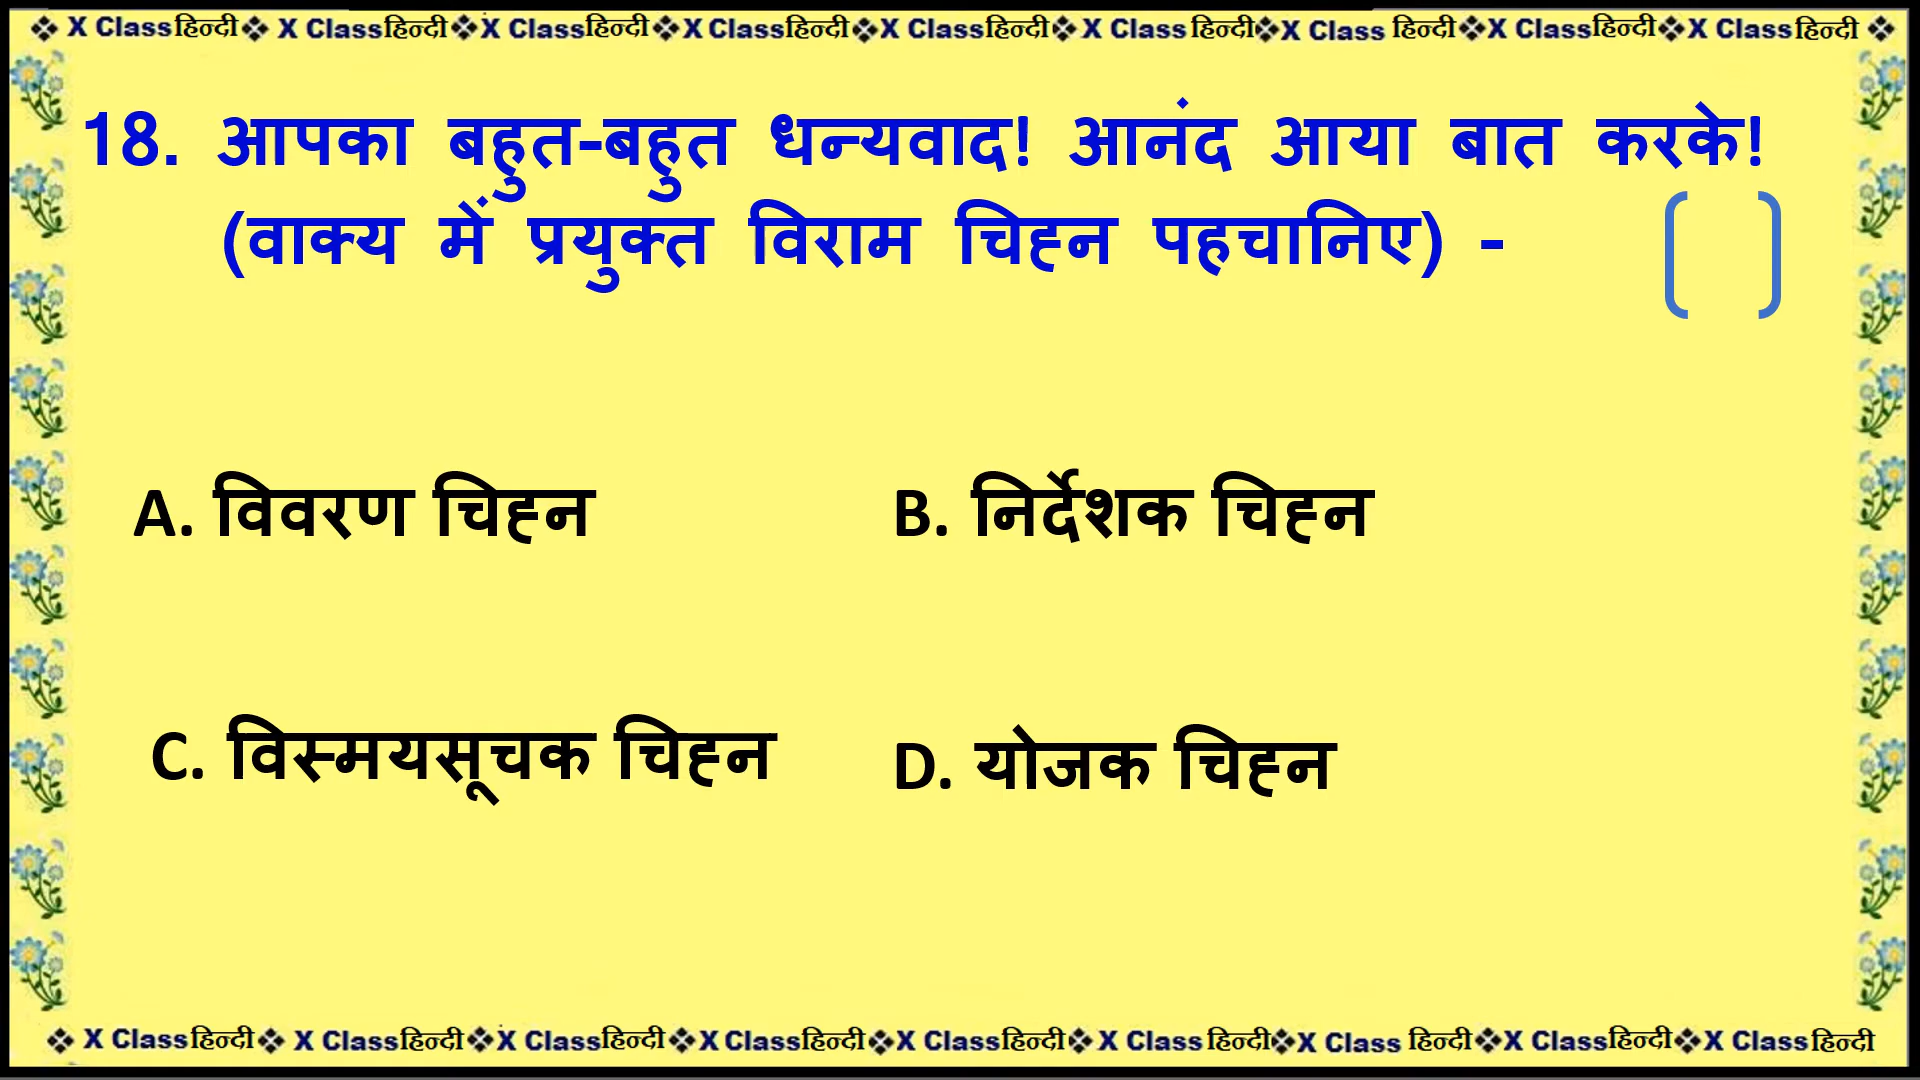 ❖ X Classहिन्दी❖ X Classहिन्दी❖X Classहिन्दी❖X Classहिन्दी❖X Classहिन्दी❖ X Class हिन्दी❖X Class हिन्दी❖X Classहिन्दी❖X Classहिन्दी ❖
18. आपका बहुत-बहुत धन्यवाद! आनंद आया बात करके!
(वाक्य में प्रयुक्त विराम चिह्न पहचानिए) - [ ]
A. विवरण चिह्न B. निर्देशक चिह्न
C. विस्मयसूचक चिह्न D. योजक चिह्न
❖ X Classहिन्दी❖ X Classहिन्दी❖X Classहिन्दी❖X Classहिन्दी❖X Classहिन्दी❖ X Class हिन्दी❖X Class हिन्दी❖X Classहिन्दी❖X Classहिन्दी